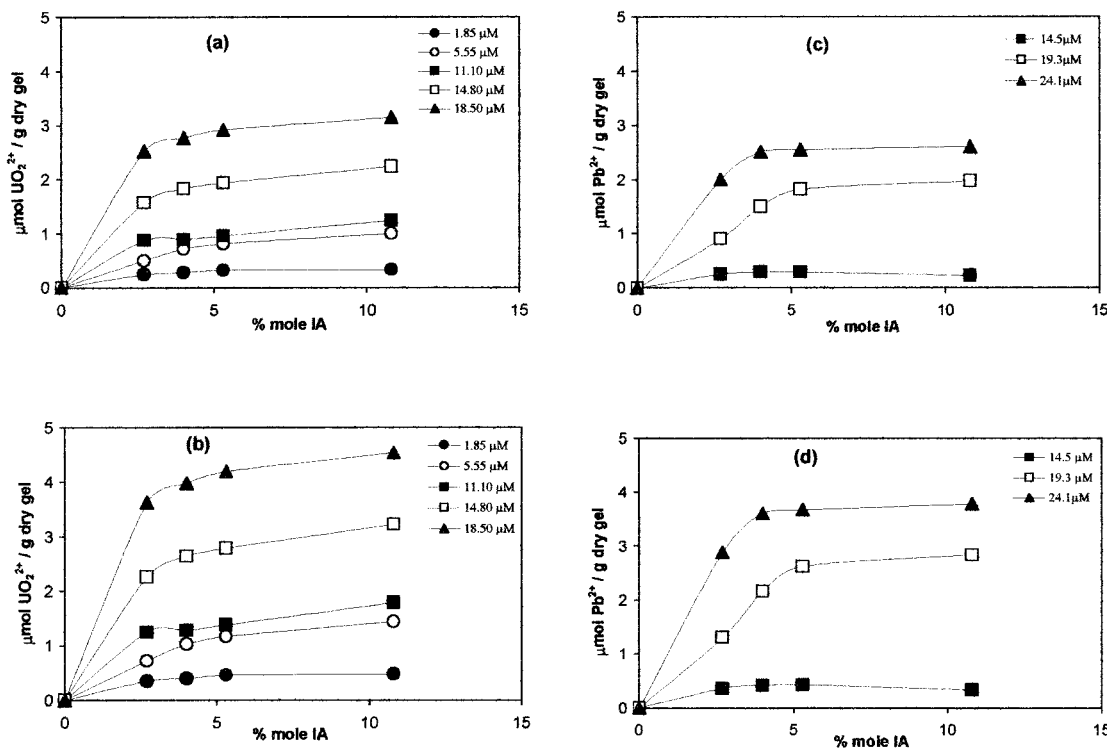 (a)
1.85 μM
5.55 μM
11.10 μM
14.80 μM
18.50 μM
μmol UO₂²⁺ / g dry gel
5
4
3
2
1
0
0 5 10 15
% mole IA
(c)
14.5μM
19.3μM
24.1μM
μmol Pb²⁺ / g dry gel
5
4
3
2
1
0
0 5 10 15
% mole IA
(b)
1.85 μM
5.55 μM
11.10 μM
14.80 μM
18.50 μM
μmol UO₂²⁺ / g dry gel
5
4
3
2
1
0
0 5 10 15
% mole IA
(d)
14.5 μM
19.3 μM
24.1μM
μmol Pb²⁺ / g dry gel
5
4
3
2
1
0
0 5 10 15
% mole IA